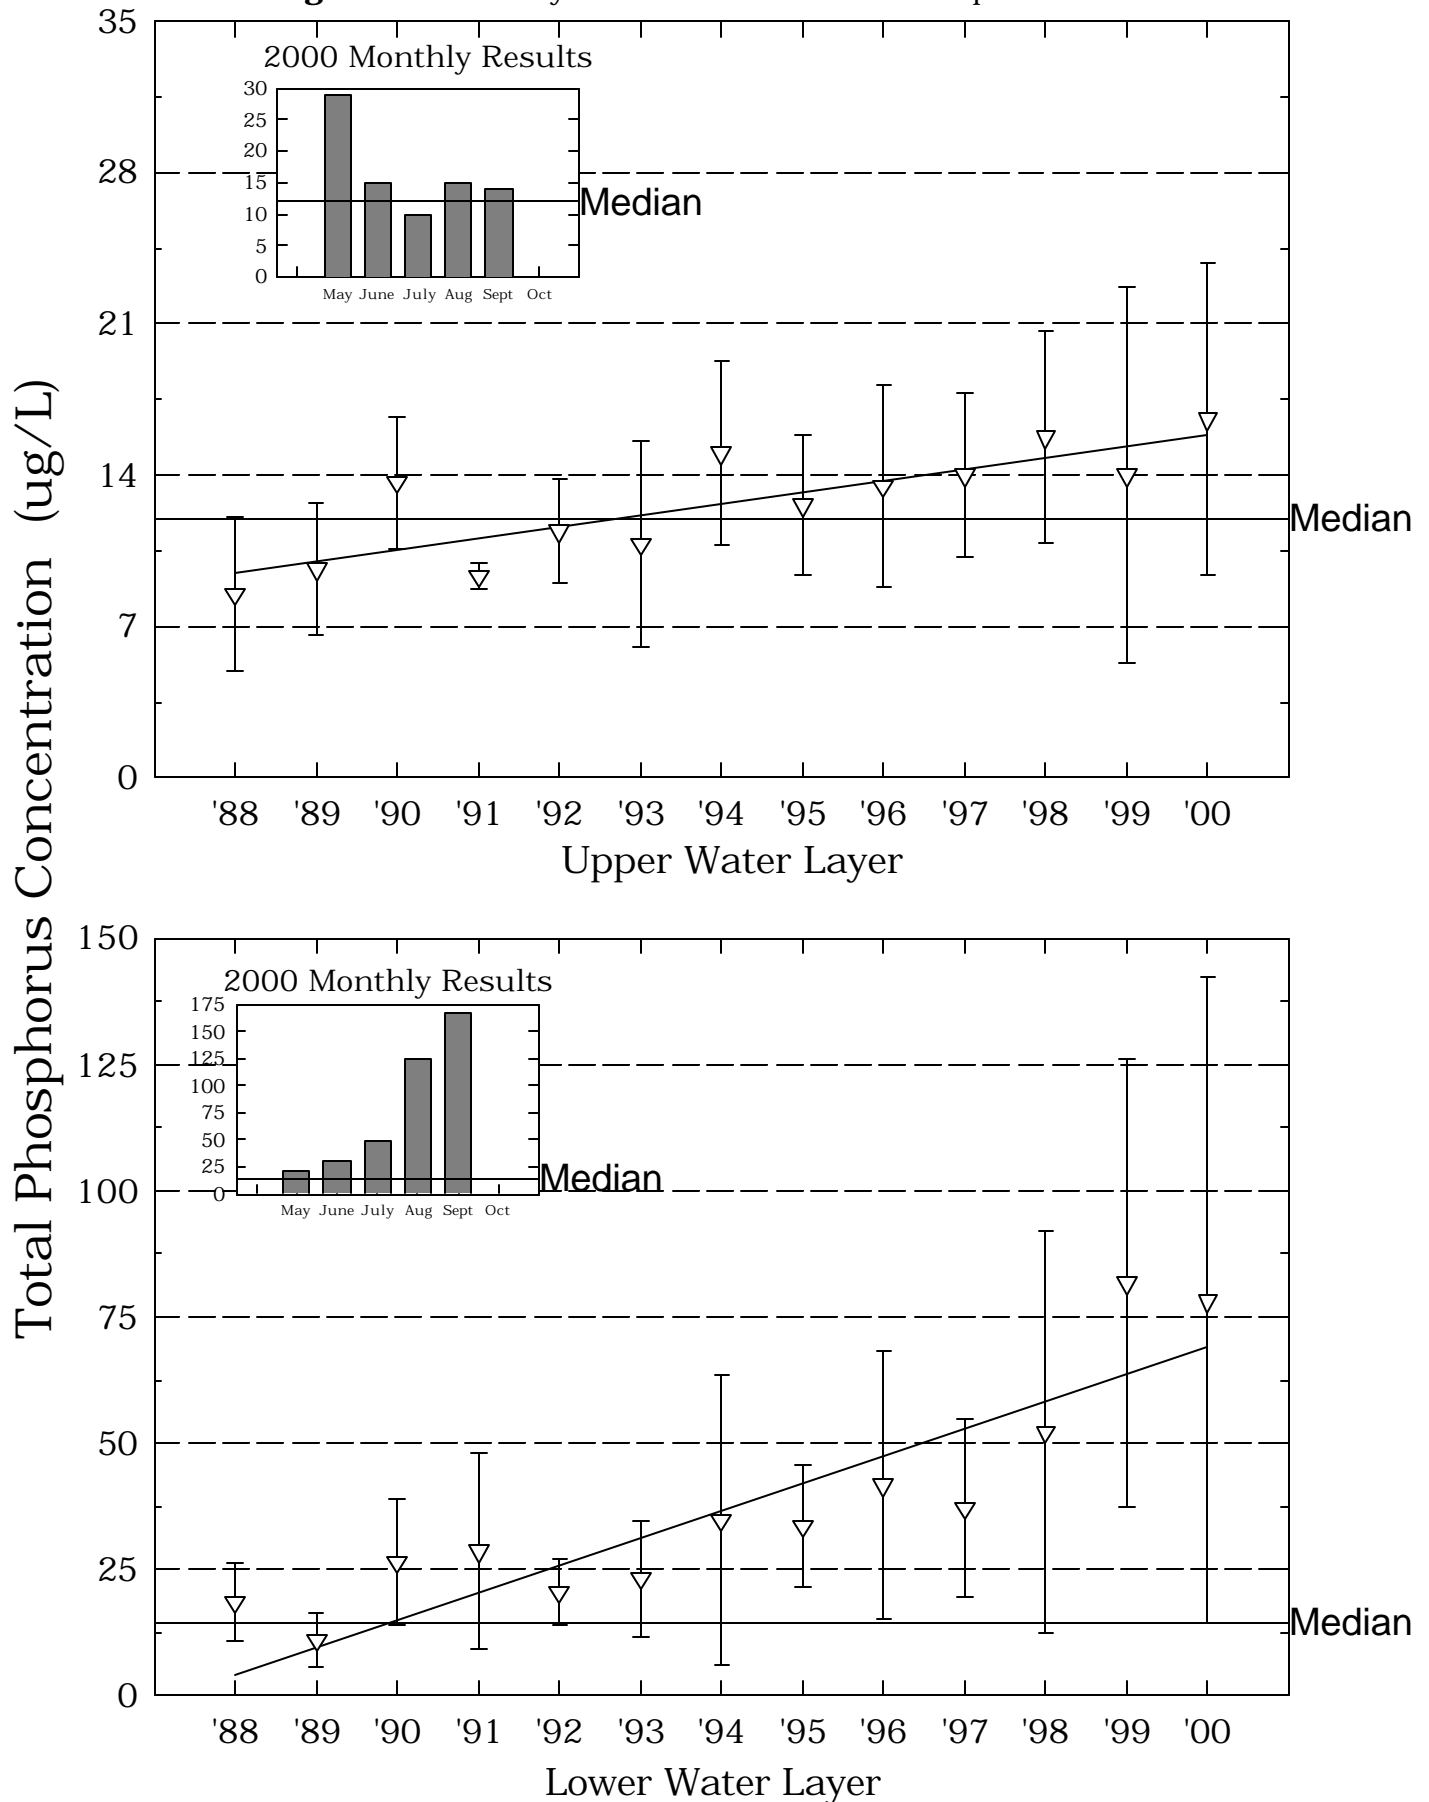 35
2000 Monthly Results
30
25
20
15
10
5
0
Median
May June July Aug Sept Oct
28
21
14
Median
7
0
'88 '89 '90 '91 '92 '93 '94 '95 '96 '97 '98 '99 '00
Upper Water Layer
Total Phosphorus Concentration (ug/L)
150
2000 Monthly Results
175
150
125
100
75
50
25
0
Median
May June July Aug Sept Oct
125
100
75
50
25
Median
0
'88 '89 '90 '91 '92 '93 '94 '95 '96 '97 '98 '99 '00
Lower Water Layer